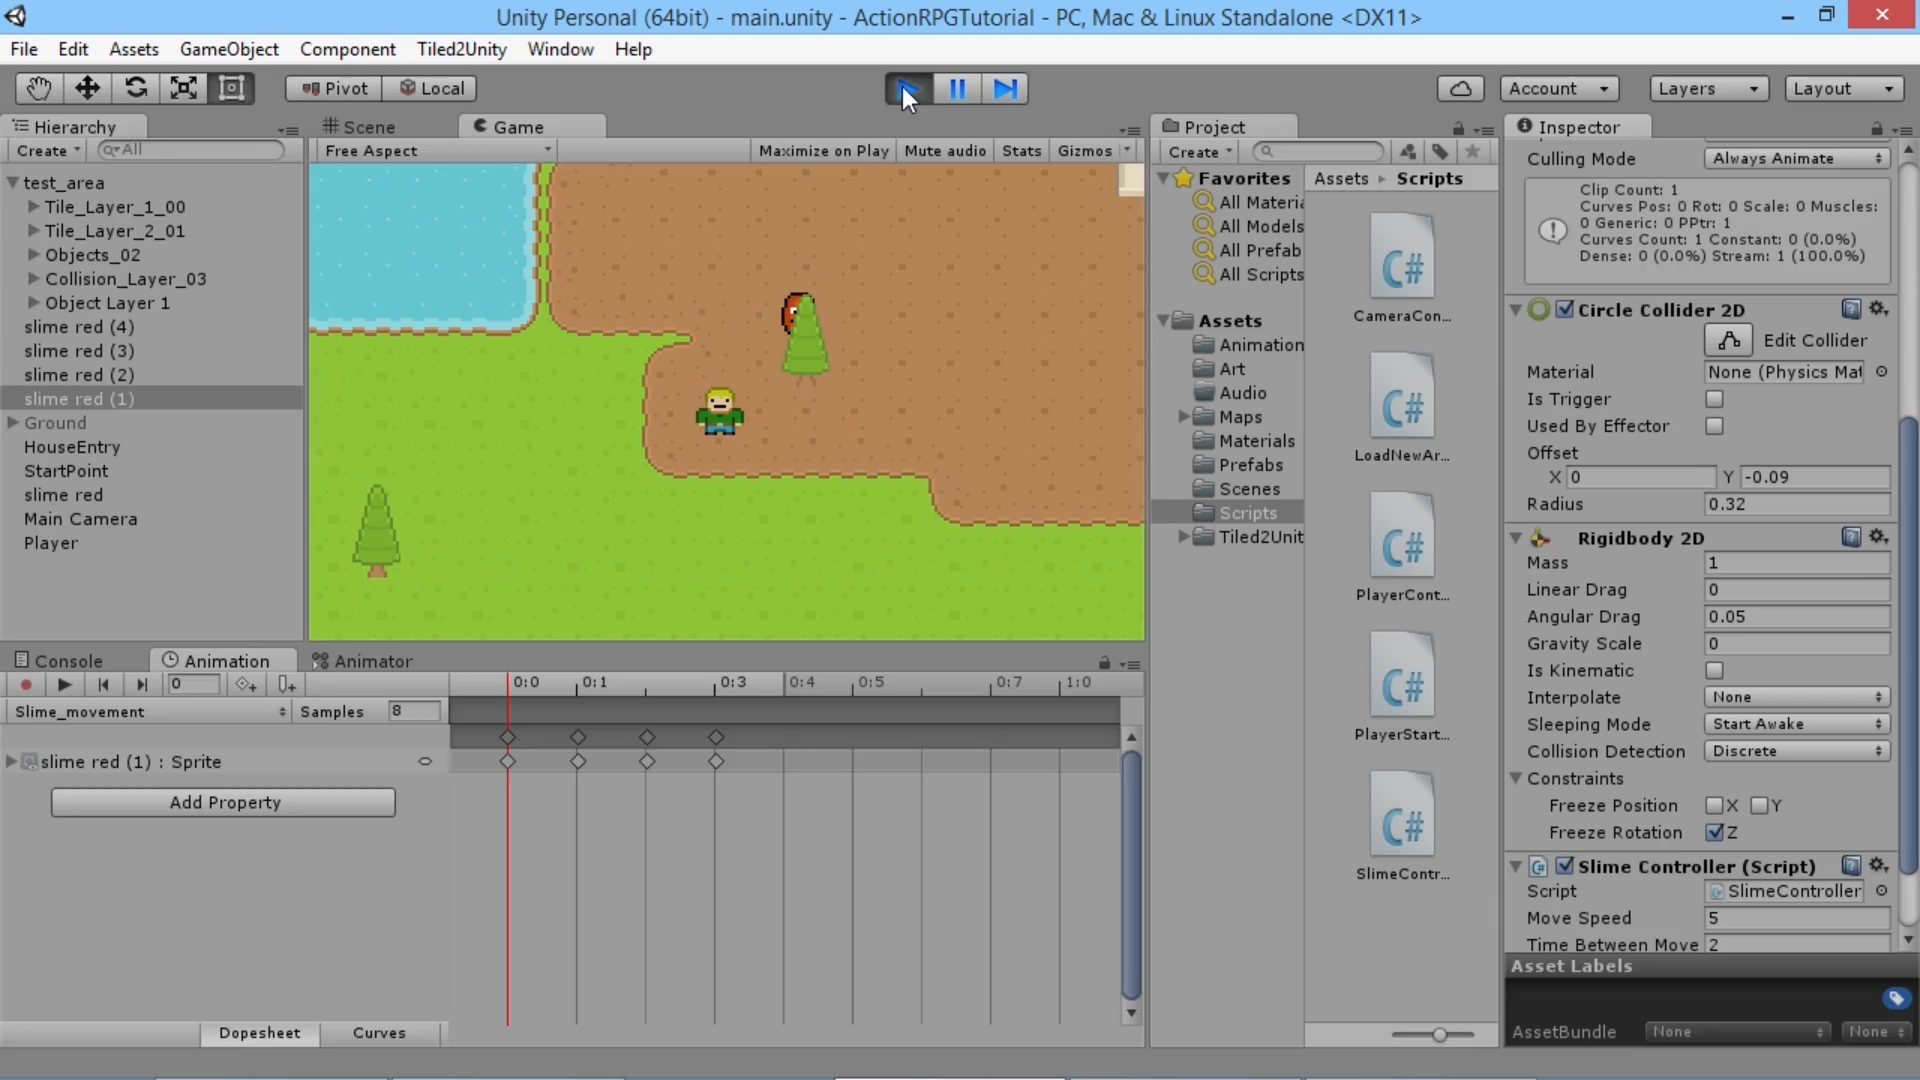 Unity Personal (64bit) - main.unity - ActionRPGTutorial - PC, Mac & Linux Standalone <DX11>
File Edit Assets GameObject Component Tiled2Unity Window Help
Pivot Local Account Layers Layout
Hierarchy
Create All
test_area
Tile_Layer_1_00
Tile_Layer_2_01
Objects_02
Collision_Layer_03
Object Layer 1
slime red (4)
slime red (3)
slime red (2)
slime red (1)
Ground
HouseEntry
StartPoint
slime red
Main Camera
Player
Scene Game
Free Aspect Maximize on Play Mute audio Stats Gizmos
Console Animation Animator
0 0:0 0:1 0:3 0:4 0:5 0:7 1:0
Slime_movement Samples 8
slime red (1) : Sprite
Add Property
Dopesheet Curves
Project
Create
Favorites
All Materia
All Models
All Prefab
All Scripts
Assets
Animation
Art
Audio
Maps
Materials
Prefabs
Scenes
Scripts
Tiled2Unit
Assets Scripts
C#
CameraCon...
C#
LoadNewAr...
C#
PlayerCont...
C#
PlayerStart...
C#
SlimeContr...
Inspector
Culling Mode Always Animate
Clip Count: 1
Curves Pos: 0 Rot: 0 Scale: 0 Muscles:
0 Generic: 0 PPtr: 1
Curves Count: 1 Constant: 0 (0.0%)
Dense: 0 (0.0%) Stream: 1 (100.0%)
Circle Collider 2D
Edit Collider
Material None (Physics Mat
Is Trigger
Used By Effector
Offset
X 0 Y -0.09
Radius 0.32
Rigidbody 2D
Mass 1
Linear Drag 0
Angular Drag 0.05
Gravity Scale 0
Is Kinematic
Interpolate None
Sleeping Mode Start Awake
Collision Detection Discrete
Constraints
Freeze Position X Y
Freeze Rotation Z
Slime Controller (Script)
Script SlimeController
Move Speed 5
Time Between Move 2
Asset Labels
AssetBundle None None